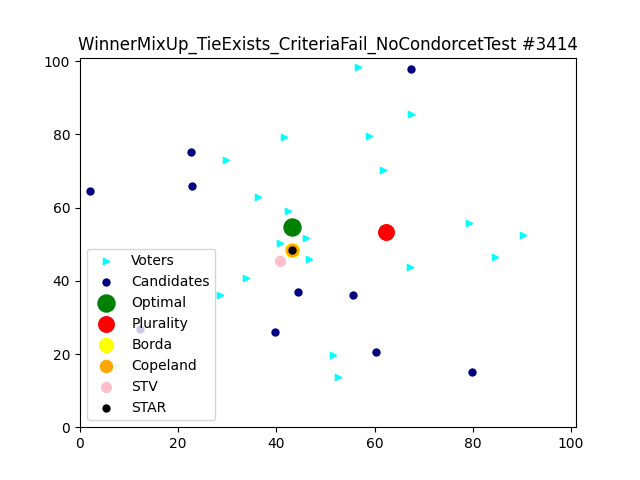 WinnerMixUp_TieExists_CriteriaFail_NoCondorcetTest #3414
100
80
60
40
20
0
Voters
Candidates
Optimal
Plurality
Borda
Copeland
STV
STAR
0 20 40 60 80 100